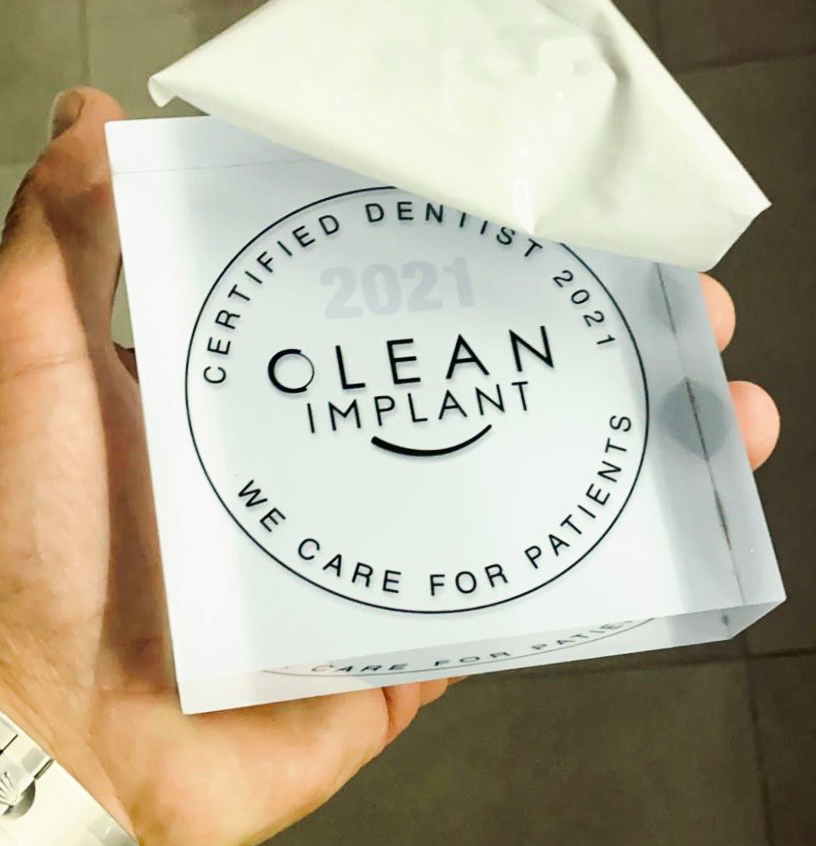 CERTIFIED DENTIST 2021
2021
CLEAN
IMPLANT
WE CARE FOR PATIENTS
CARE FOR PATIE